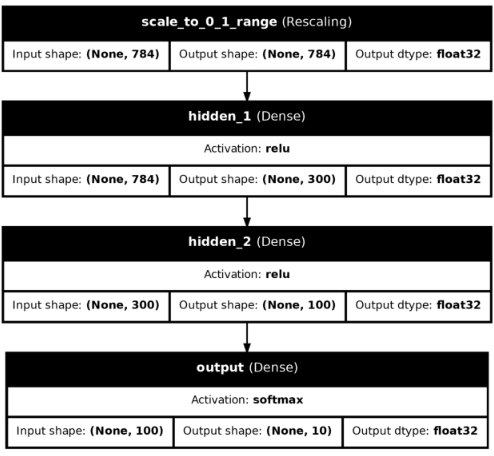 scale_to_0_1_range (Rescaling)
Input shape: (None, 784) Output shape: (None, 784) Output dtype: float32
hidden_1 (Dense)
Activation: relu
Input shape: (None, 784) Output shape: (None, 300) Output dtype: float32
hidden_2 (Dense)
Activation: relu
Input shape: (None, 300) Output shape: (None, 100) Output dtype: float32
output (Dense)
Activation: softmax
Input shape: (None, 100) Output shape: (None, 10) Output dtype: float32